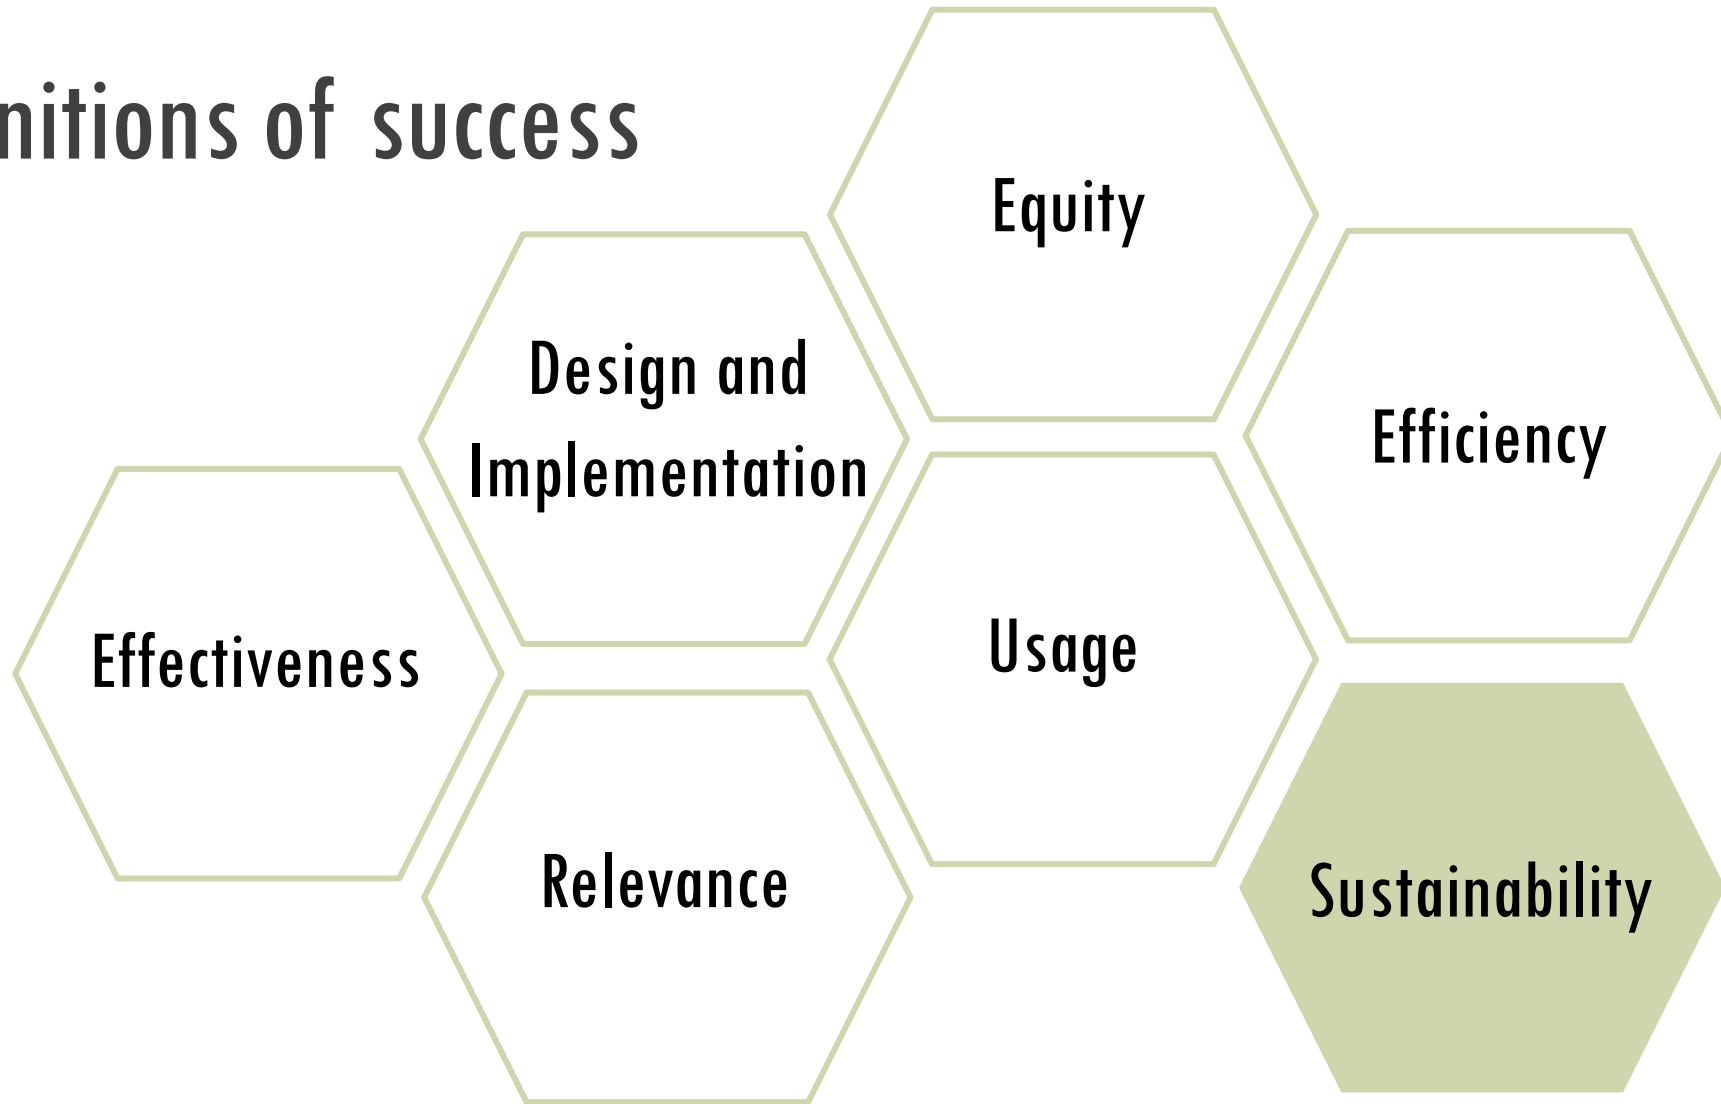 nitions of success
Equity
Design and
Implementation
Efficiency
Effectiveness
Usage
Relevance
Sustainability